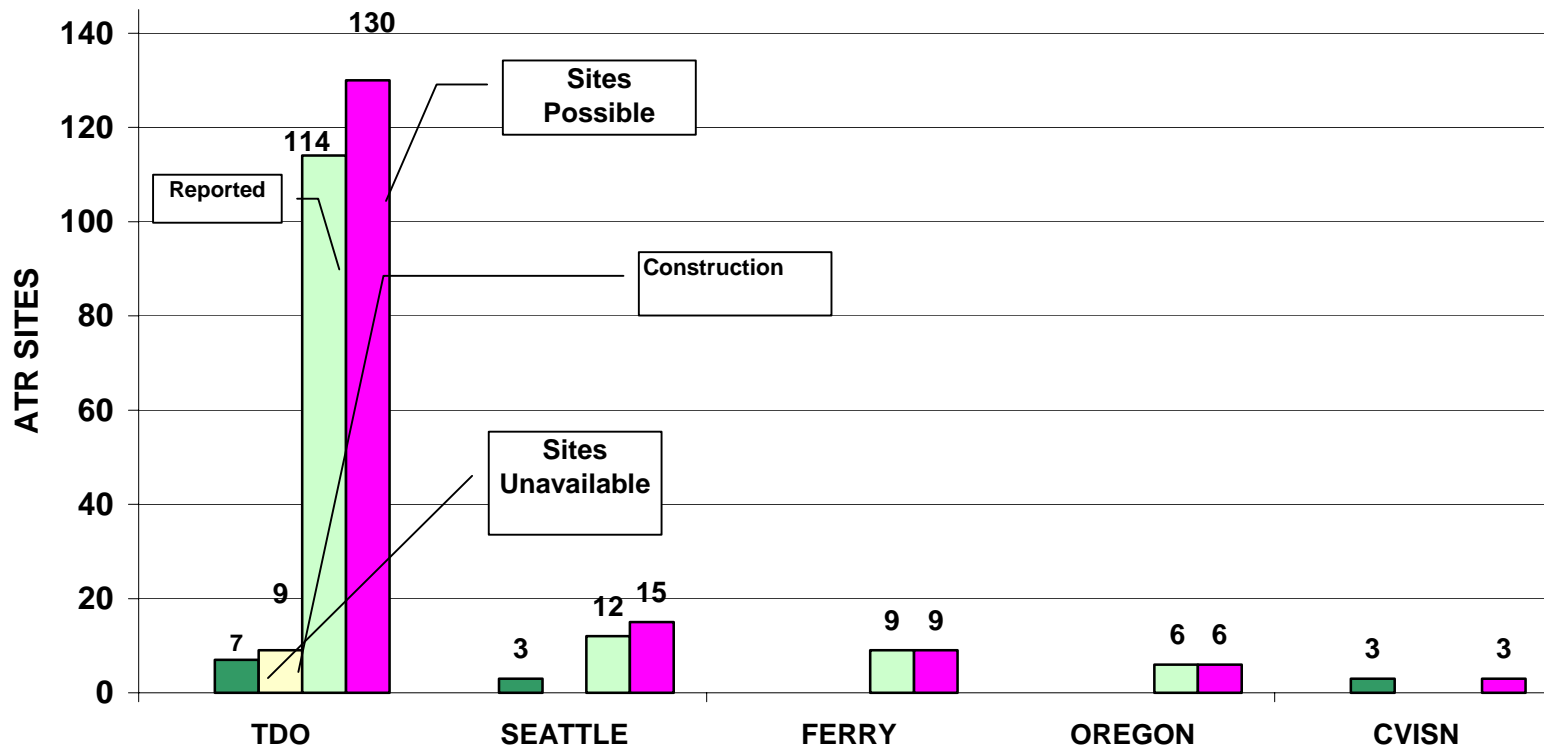 130
140
Sites
Possible
120
114
Reported
100
Construction
80
ATR SITES
60
Sites
Unavailable
40
20
7
9
3
12
15
9
9
6
6
3
3
0
TDO
SEATTLE
FERRY
OREGON
CVISN